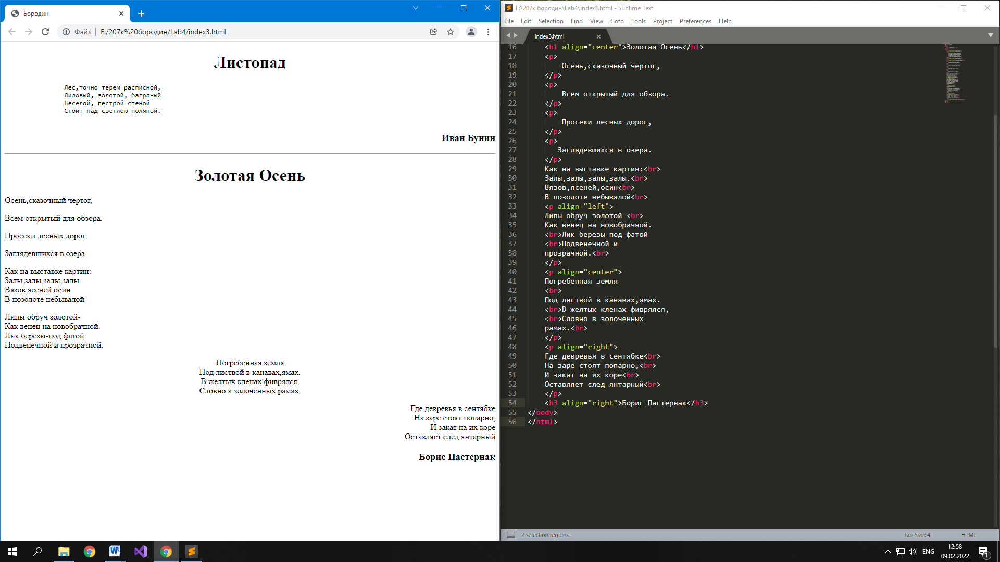 Бородин
Файл
E:/207к%20бородин/Lab4/index3.html
Листопад
Лес,точно терем расписной,
Лиловый, золотой, багряный
Веселой, пестрой стеной
Стоит над светлою поляной.
Иван Бунин
Золотая Осень
Осень,сказочный чертог,
Всем открытый для обзора.
Просеки лесных дорог,
Заглядевшихся в озера.
Как на выставке картин:
Залы,залы,залы,залы.
Вязов,ясеней,осин
В позолоте небывалой
Липы обруч золотой-
Как венец на новобрачной.
Лик березы-под фатой
Подвенечной и прозрачной.
Погребенная земля
Под листвой в канавах,ямах.
В желтых кленах фиврялся,
Словно в золоченных рамах.
Где девревья в сентябке
На заре стоят попарно,
И закат на их коре
Оставляет след янтарный
Борис Пастернак
E:\207к бородин\Lab4\index3.html - Sublime Text
File Edit Selection Find View Goto Tools Project Preferences Help
index3.html
16 <h1 align="center">Золотая Осень</h1>
17 <p>
18 Осень,сказочный чертог,
19 </p>
20 <p>
21 Всем открытый для обзора.
22 </p>
23 <p>
24 Просеки лесных дорог,
25 </p>
26 <p>
27 Заглядевшихся в озера.
28 </p>
29 Как на выставке картин:<br>
30 Залы,залы,залы,залы.<br>
31 Вязов,ясеней,осин<br>
32 В позолоте небывалой<br>
33 <p align="left">
34 Липы обруч золотой-<br>
35 Как венец на новобрачной.
36 <br>Лик березы-под фатой
37 <br>Подвенечной и
38 прозрачной.<br>
39 </p>
40 <p align="center">
41 Погребенная земля
42 <br>
43 Под листвой в канавах,ямах.
44 <br>В желтых кленах фиврялся,
45 <br>Словно в золоченных
46 рамах.<br>
47 </p>
48 <p align="right">
49 Где девревья в сентябке<br>
50 На заре стоят попарно,<br>
51 И закат на их коре<br>
52 Оставляет след янтарный<br>
53 </p>
54 <h3 align="right">Борис Пастернак</h3>
55 </body>
56 </html>
2 selection regions
Tab Size: 4
HTML
ENG
12:58
09.02.2022
1